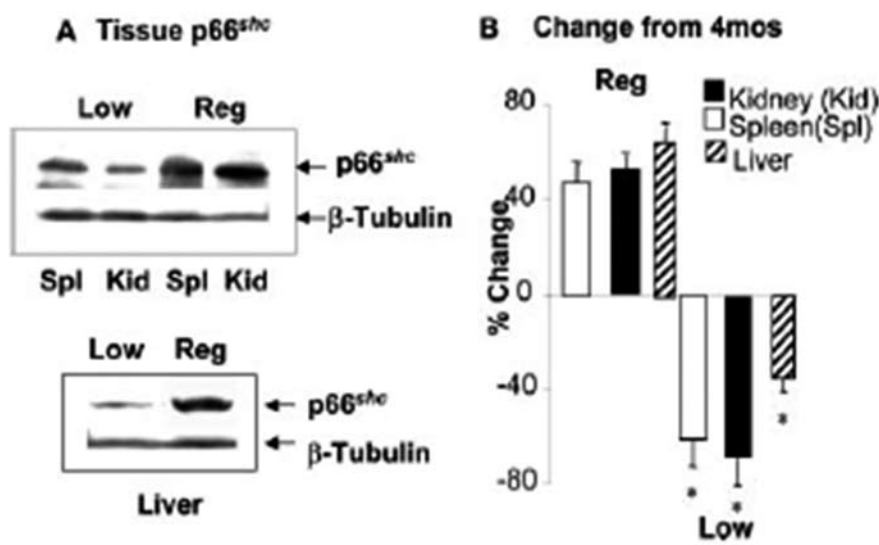 A Tissue p66shc
Low Reg
p66shc
β-Tubulin
Spl Kid Spl Kid
Low Reg
p66shc
β-Tubulin
Liver
B Change from 4mos
Reg
Kidney (Kid)
Spleen(Spl)
Liver
% Change
80
40
0
-40
-80
*
*
*
Low